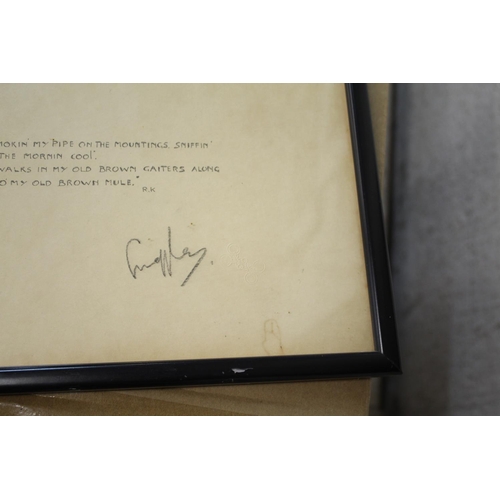 MOKIN' MY PIPE ON THE MOUNTINGS. SNIFFIN'
THE MORNIN COOL.
WALKS IN MY OLD BROWN GAITERS ALONG
O' MY OLD BROWN MULE."
R.K